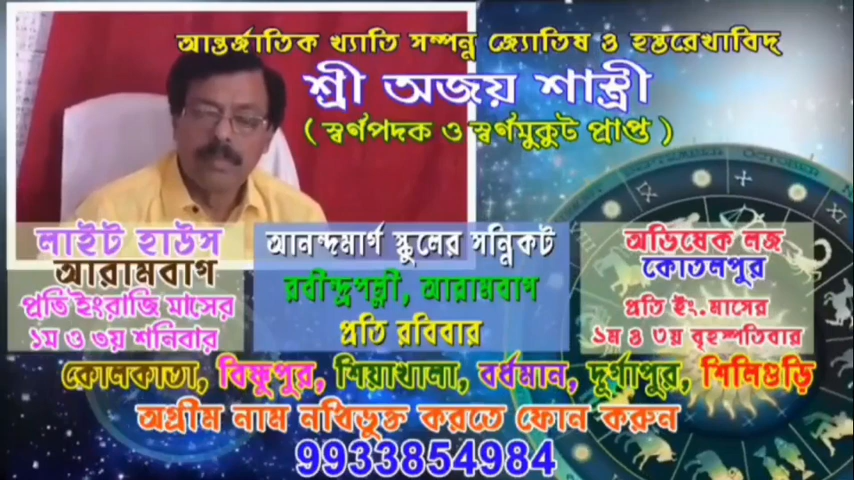 আন্তর্জাতিক খ্যাতি সম্পন্ন জ্যোতিষ ও হস্তরেখাবিদ্
শ্রী অজয় শাস্ত্রী
( স্বর্ণপদক ও স্বর্ণমুকুট প্রাপ্ত )
লাইট হাউস
আরামবাগ
প্রতি ইংরাজি মাসের
১ম ও ৩য় শনিবার
আনন্দমার্গ স্কুলের সন্নিকট
রবীন্দ্রপল্লী, আরামবাগ
প্রতি রবিবার
অভিষেক লজ
কোতলপুর
প্রতি ইং.মাসের
১ম ও ৩য় বৃহস্পতিবার
কোলকাতা, বিষ্ণুপুর, শিয়াখালা, বর্ধমান, দুর্গাপুর, শিলিগুড়ি
অগ্রীম নাম নথিভুক্ত করতে ফোন করুন
9933854984